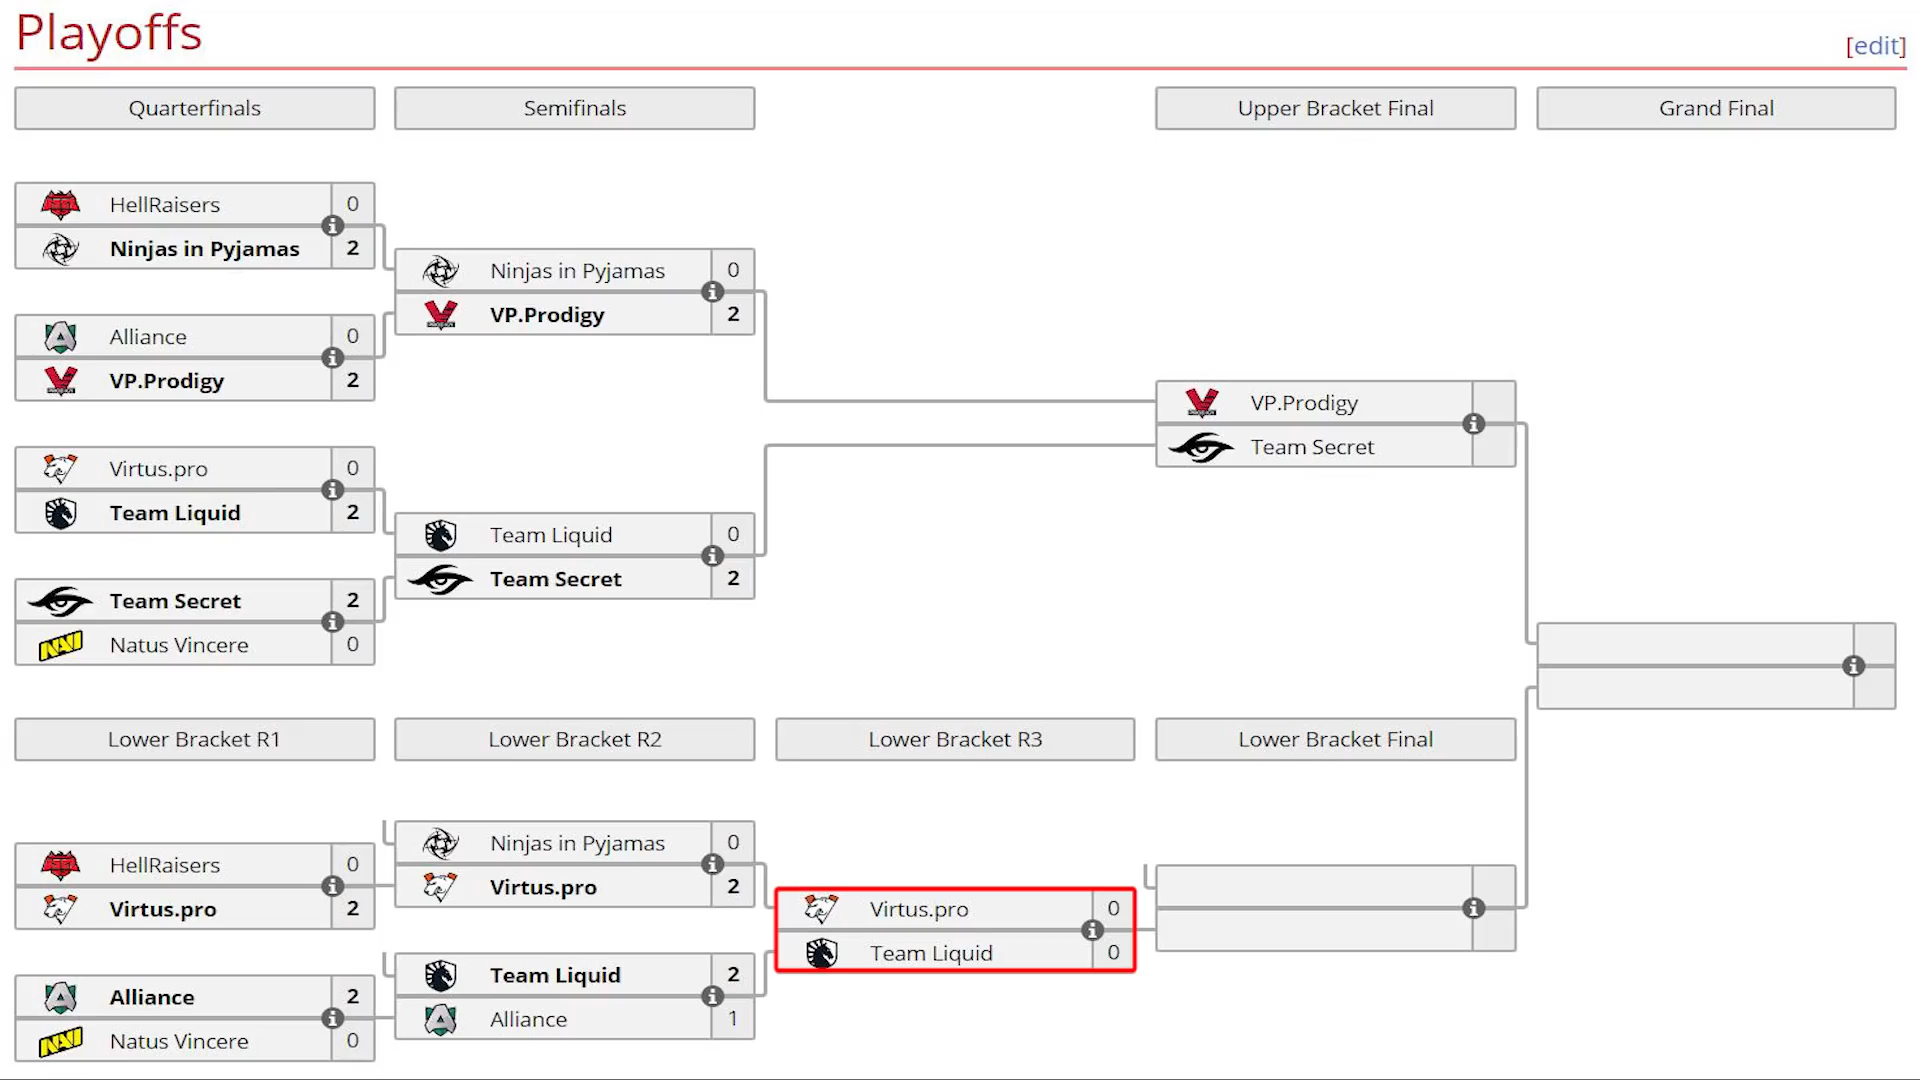 Playoffs
[edit]
Quarterfinals
Semifinals
Upper Bracket Final
Grand Final
HellRaisers 0
Ninjas in Pyjamas 2
Alliance 0
VP.Prodigy 2
Virtus.pro 0
Team Liquid 2
Team Secret 2
Natus Vincere 0
Ninjas in Pyjamas 0
VP.Prodigy 2
Team Liquid 0
Team Secret 2
VP.Prodigy
Team Secret
Lower Bracket R1
Lower Bracket R2
Lower Bracket R3
Lower Bracket Final
HellRaisers 0
Virtus.pro 2
Alliance 2
Natus Vincere 0
Ninjas in Pyjamas 0
Virtus.pro 2
Team Liquid 2
Alliance 1
Virtus.pro 0
Team Liquid 0